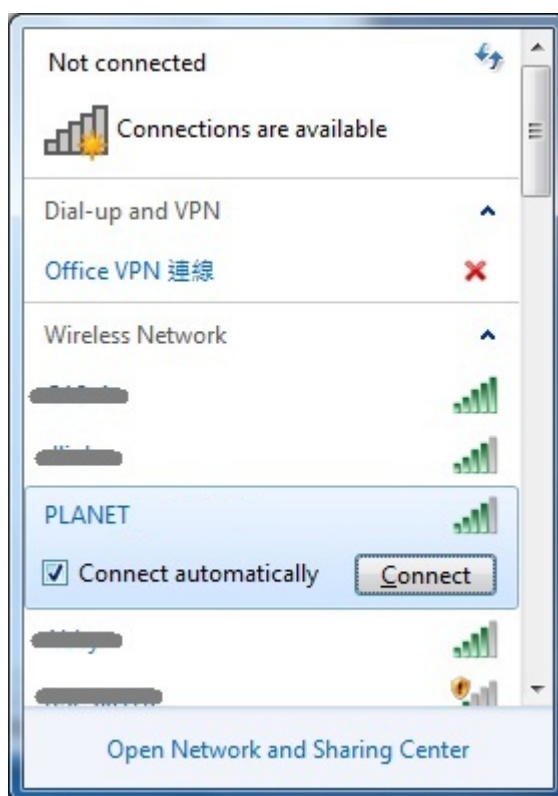 Not connected
Connections are available
Dial-up and VPN
Office VPN 連線
Wireless Network
PLANET
Connect automatically
Connect
Open Network and Sharing Center